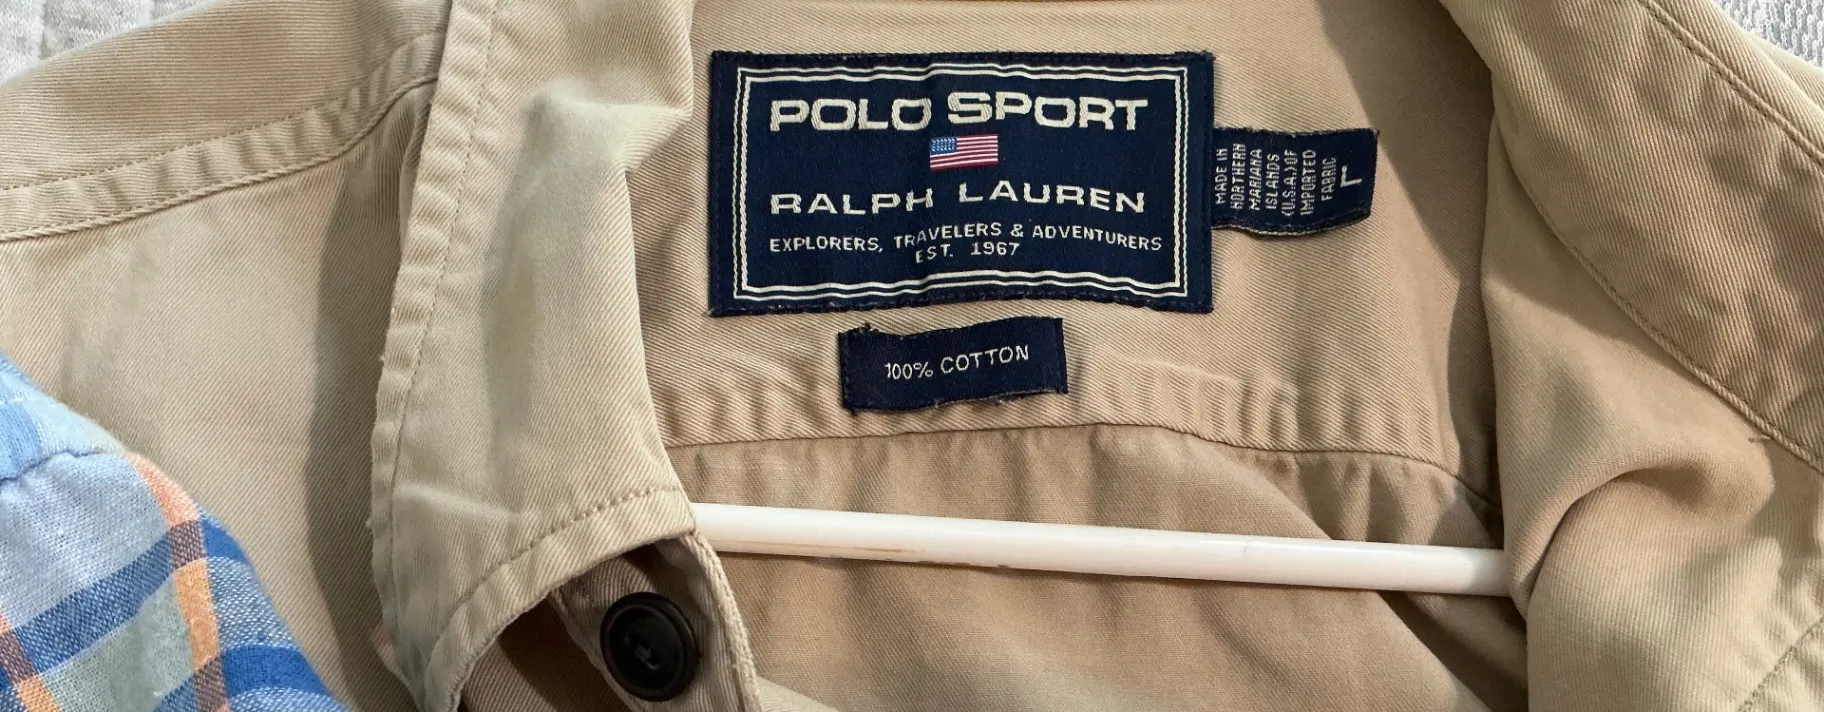 POLO SPORT
RALPH LAUREN
EXPLORERS, TRAVELERS & ADVENTURERS
EST. 1967
MADE IN
NORTHERN
MARIANA
ISLANDS
(U.S.A.) OF
IMPORTED
FABRIC
L
100% COTTON